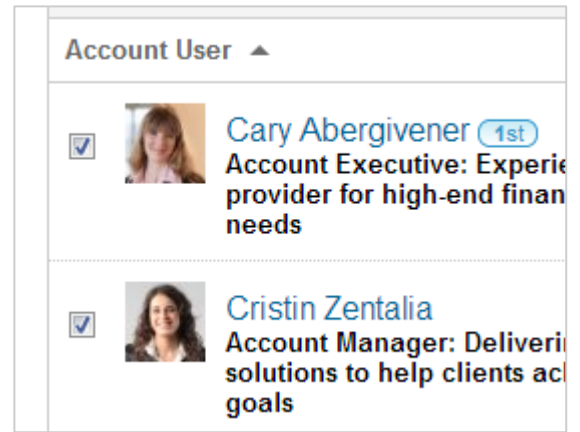 Account User
Cary Abergivener 1st
Account Executive:
provider for high-end
needs
Cristin Zentalia
Account Manager:
solutions to help clients
goals